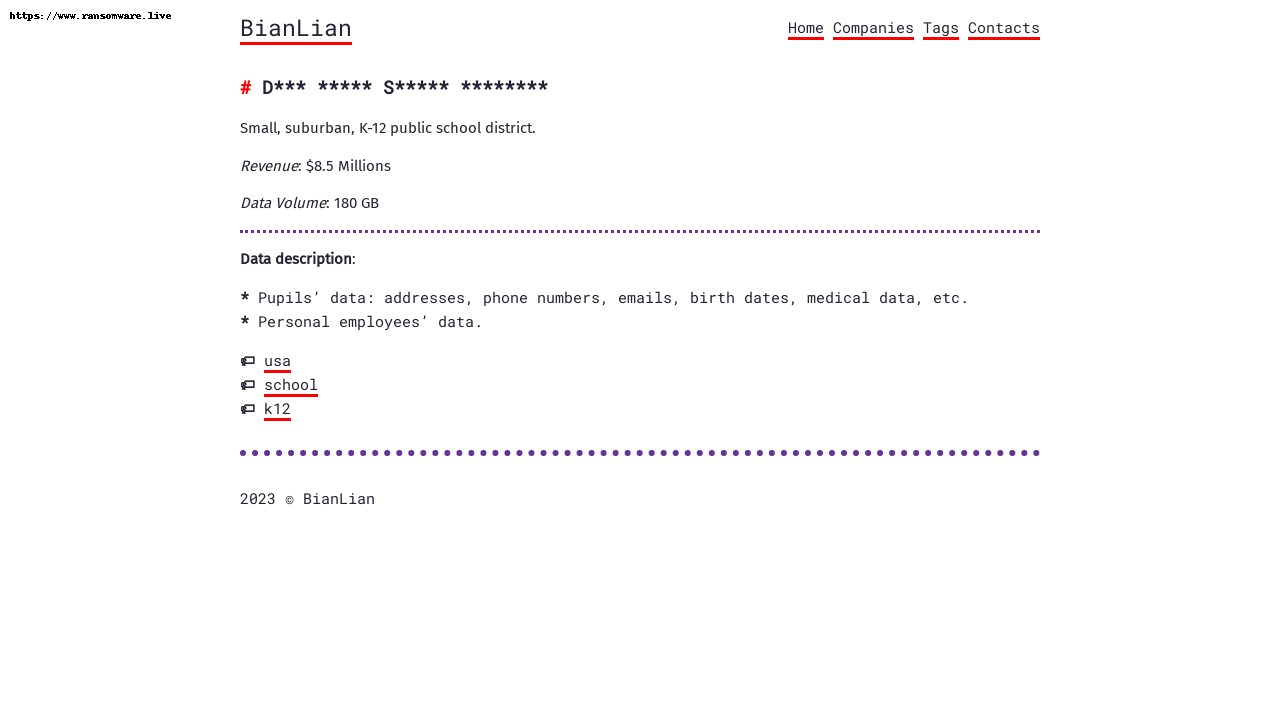 https://www.ransomware.live
BianLian
Home Companies Tags Contacts
# D*** ***** S***** ********
Small, suburban, K-12 public school district.
Revenue: $8.5 Millions
Data Volume: 180 GB
Data description:
* Pupils’ data: addresses, phone numbers, emails, birth dates, medical data, etc.
* Personal employees’ data.
usa
school
k12
2023 © BianLian